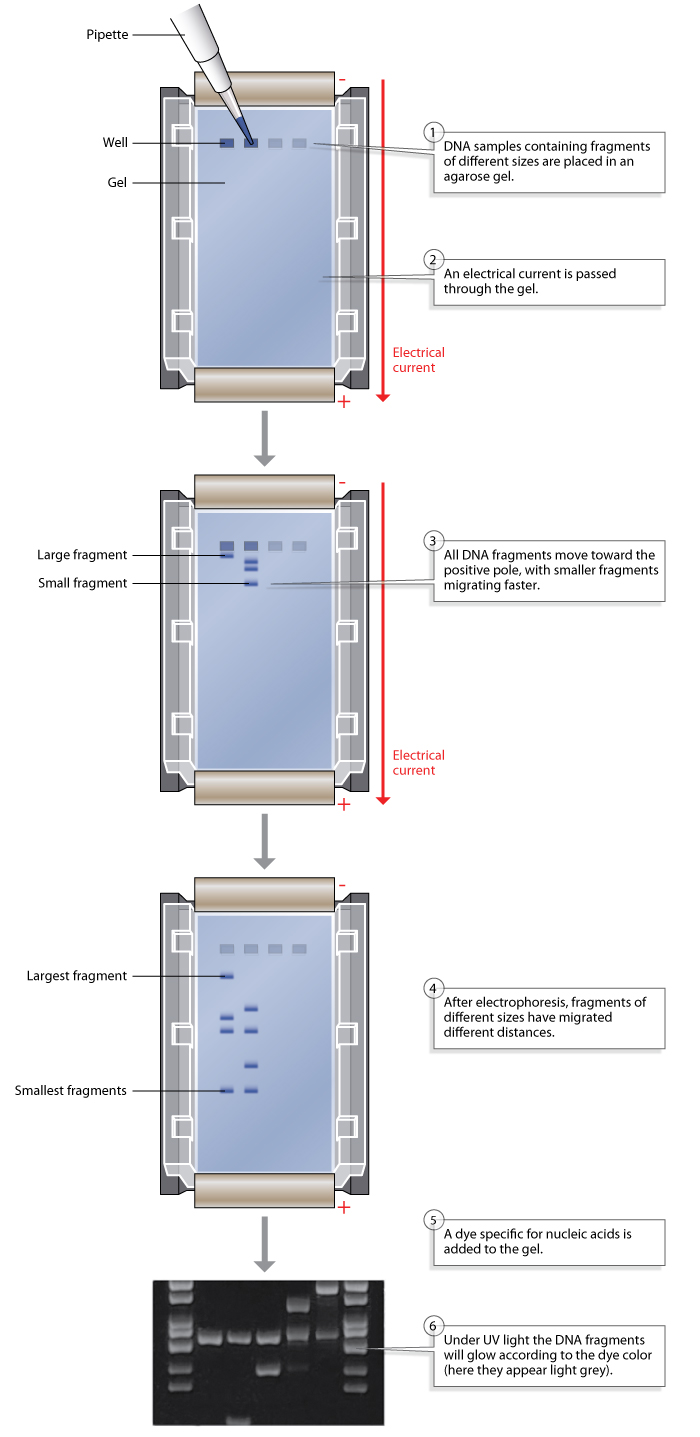 Pipette
-
Well
Gel
1
DNA samples containing fragments
of different sizes are placed in an
agarose gel.
2
An electrical current is passed
through the gel.
Electrical
current
+
-
Large fragment
Small fragment
3
All DNA fragments move toward the
positive pole, with smaller fragments
migrating faster.
Electrical
current
+
-
Largest fragment
Smallest fragments
4
After electrophoresis, fragments of
different sizes have migrated
different distances.
+
5
A dye specific for nucleic acids is
added to the gel.
6
Under UV light the DNA fragments
will glow according to the dye color
(here they appear light grey).